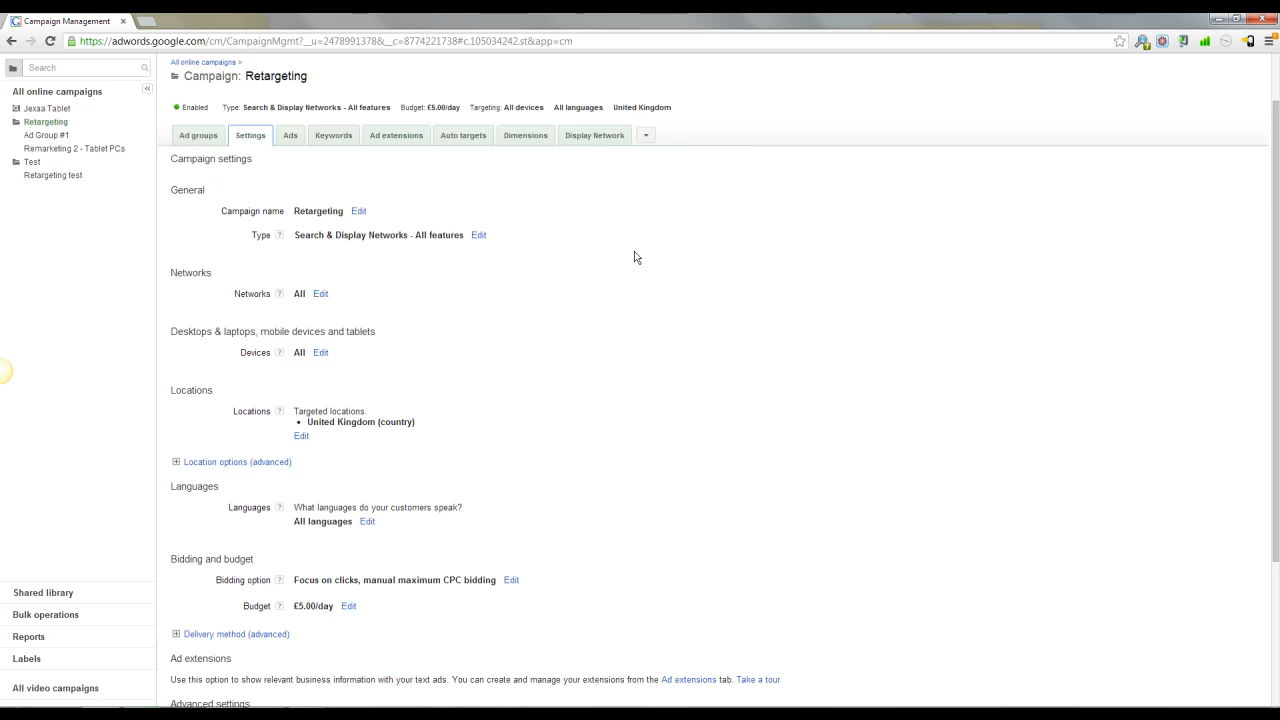 Campaign Management
https://adwords.google.com/cm/CampaignMgmt?__u=2478991378&__c=8774221738#c.105034242.st&app=cm
Search
All online campaigns
Jexaa Tablet
Retargeting
Ad Group #1
Remarketing 2 - Tablet PCs
Test
Retargeting test
Shared library
Bulk operations
Reports
Labels
All video campaigns
All online campaigns >
Campaign: Retargeting
Enabled Type: Search & Display Networks - All features Budget: £5.00/day Targeting: All devices All languages United Kingdom
Ad groups Settings Ads Keywords Ad extensions Auto targets Dimensions Display Network
Campaign settings
General
Campaign name Retargeting Edit
Type ? Search & Display Networks - All features Edit
Networks
Networks ? All Edit
Desktops & laptops, mobile devices and tablets
Devices ? All Edit
Locations
Locations ? Targeted locations:
• United Kingdom (country)
Edit
Location options (advanced)
Languages
Languages ? What languages do your customers speak?
All languages Edit
Bidding and budget
Bidding option ? Focus on clicks, manual maximum CPC bidding Edit
Budget ? £5.00/day Edit
Delivery method (advanced)
Ad extensions
Use this option to show relevant business information with your text ads. You can create and manage your extensions from the Ad extensions tab. Take a tour.
Advanced settings